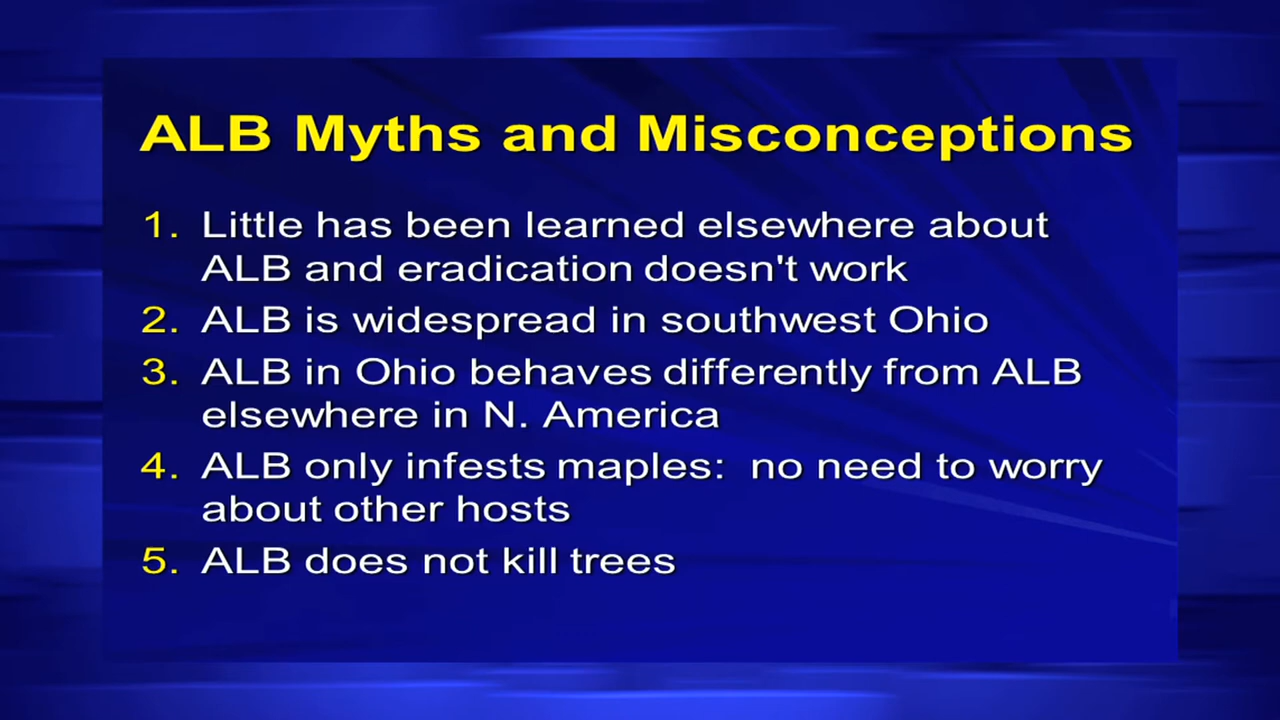 ALB Myths and Misconceptions
1. Little has been learned elsewhere about
ALB and eradication doesn't work
2. ALB is widespread in southwest Ohio
3. ALB in Ohio behaves differently from ALB
elsewhere in N. America
4. ALB only infests maples:  no need to worry
about other hosts
5. ALB does not kill trees